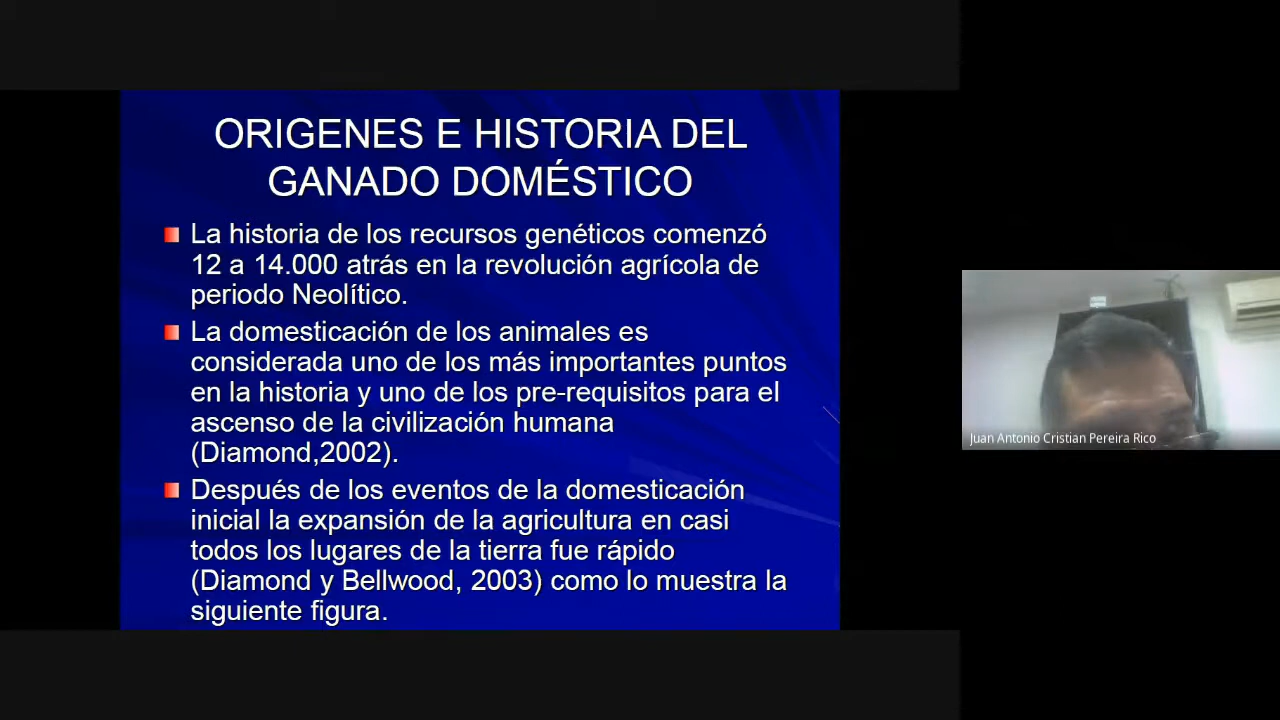 ORIGENES E HISTORIA DEL
GANADO DOMÉSTICO
La historia de los recursos genéticos comenzó
12 a 14.000 atrás en la revolución agrícola de
periodo Neolítico.
La domesticación de los animales es
considerada uno de los más importantes puntos
en la historia y uno de los pre-requisitos para el
ascenso de la civilización humana
(Diamond,2002).
Después de los eventos de la domesticación
inicial la expansión de la agricultura en casi
todos los lugares de la tierra fue rápido
(Diamond y Bellwood, 2003) como lo muestra la
siguiente figura.
Juan Antonio Cristian Pereira Rico